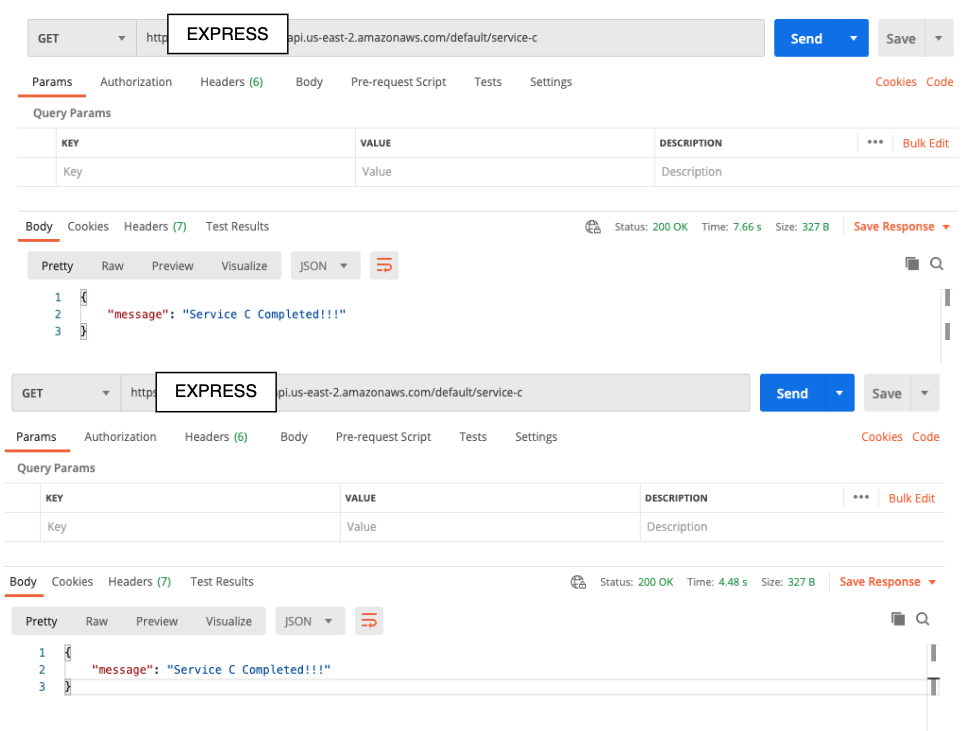 GET http EXPRESS api.us-east-2.amazonaws.com/default/service-c Send Save
Params Authorization Headers (6) Body Pre-request Script Tests Settings Cookies Code
Query Params
KEY VALUE DESCRIPTION ••• Bulk Edit
Key Value Description
Body Cookies Headers (7) Test Results Status: 200 OK Time: 7.66 s Size: 327 B Save Response
Pretty Raw Preview Visualize JSON
1 {
2 "message": "Service C Completed!!!"
3 }
GET https EXPRESS pi.us-east-2.amazonaws.com/default/service-c Send Save
Params Authorization Headers (6) Body Pre-request Script Tests Settings Cookies Code
Query Params
KEY VALUE DESCRIPTION ••• Bulk Edit
Key Value Description
Body Cookies Headers (7) Test Results Status: 200 OK Time: 4.48 s Size: 327 B Save Response
Pretty Raw Preview Visualize JSON
1 {
2 "message": "Service C Completed!!!"
3 }